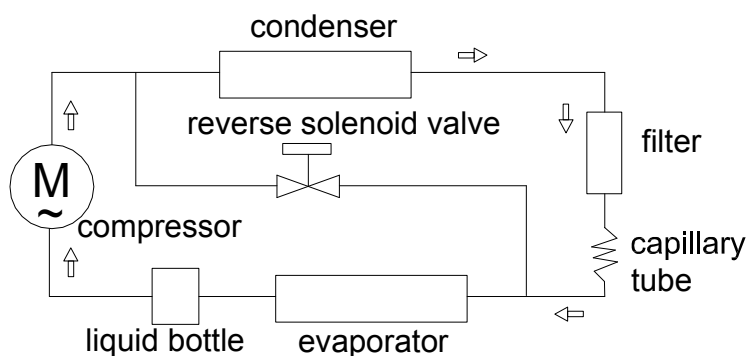 condenser
reverse solenoid valve
filter
M
~
compressor
capillary
tube
liquid bottle
evaporator